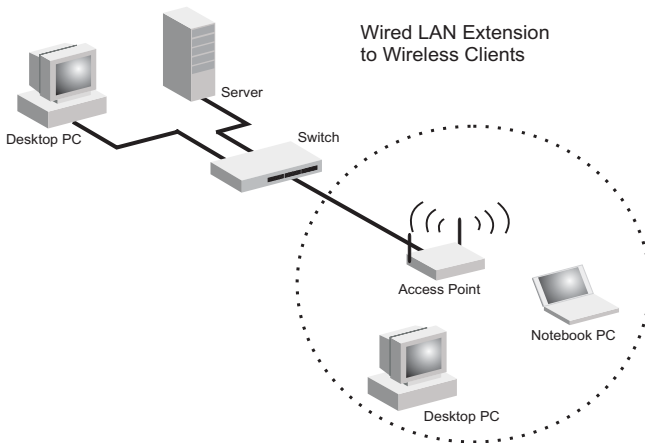 Wired LAN Extension
to Wireless Clients
Server
Desktop PC
Switch
Access Point
Notebook PC
Desktop PC